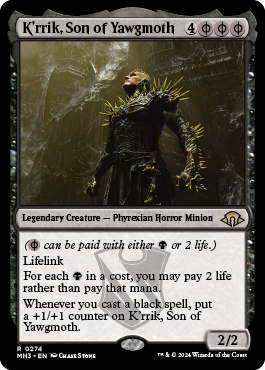 K'rrik, Son of Yawgmoth 4
Legendary Creature — Phyrexian Horror Minion
( can be paid with either or 2 life.)
Lifelink
For each in a cost, you may pay 2 life
rather than pay that mana.
Whenever you cast a black spell, put
a +1/+1 counter on K'rrik, Son of
Yawgmoth.
2/2
R 0274
MH3 • EN Chase Stone
™ & © 2024 Wizards of the Coast